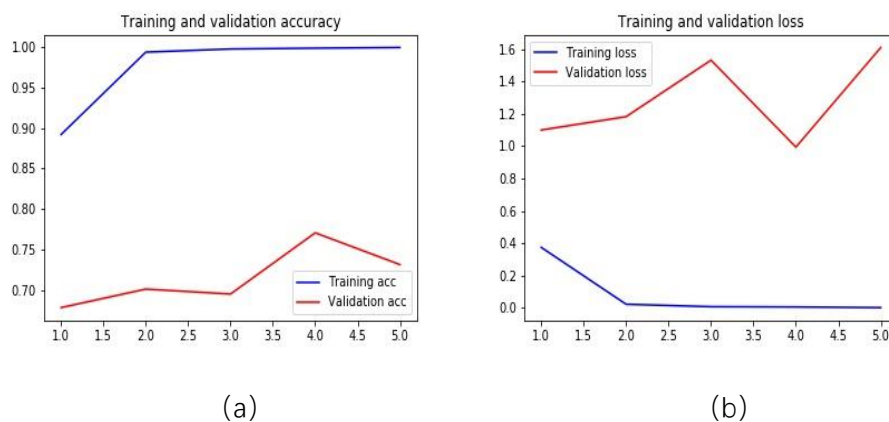 Training and validation accuracy
1.00
0.95
0.90
0.85
0.80
0.75
0.70
Training acc
Validation acc
1.0 1.5 2.0 2.5 3.0 3.5 4.0 4.5 5.0
(a)
Training and validation loss
1.6
1.4
1.2
1.0
0.8
0.6
0.4
0.2
0.0
Training loss
Validation loss
1.0 1.5 2.0 2.5 3.0 3.5 4.0 4.5 5.0
(b)